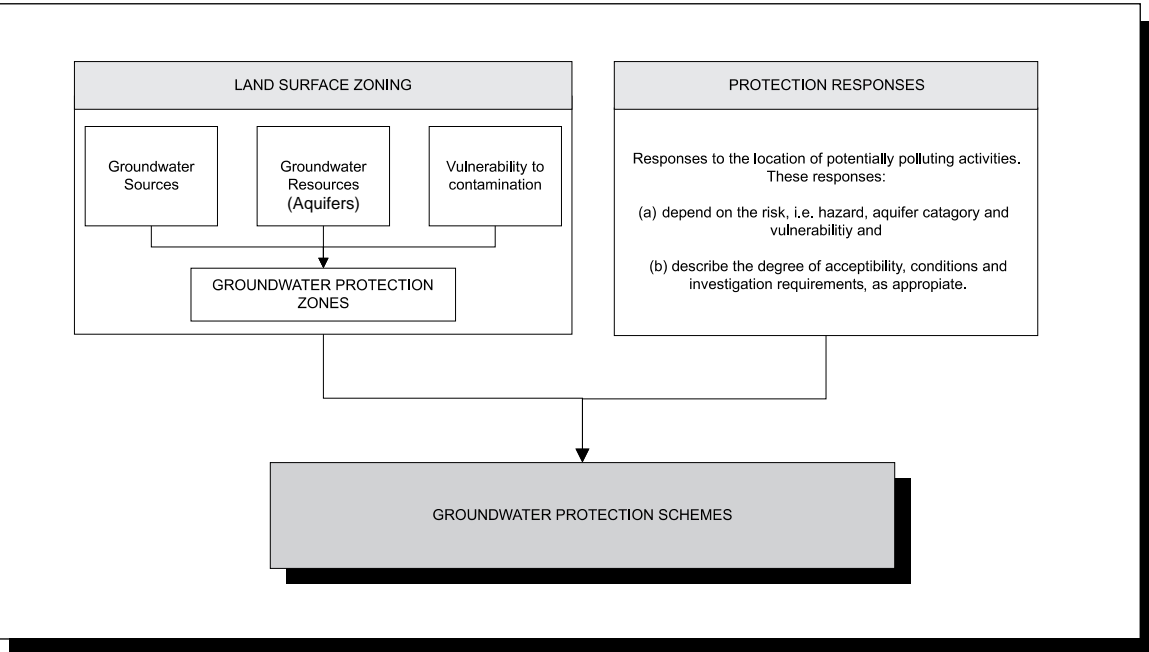 LAND SURFACE ZONING
Groundwater
Sources
Groundwater
Resources
(Aquifers)
Vulnerability to
contamination
GROUNDWATER PROTECTION
ZONES
PROTECTION RESPONSES
Responses to the location of potentially polluting activities.
These responses:
(a) depend on the risk, i.e. hazard, aquifer catagory and
vulnerabilitiy and
(b) describe the degree of acceptibility, conditions and
investigation requirements, as appropiate.
GROUNDWATER PROTECTION SCHEMES